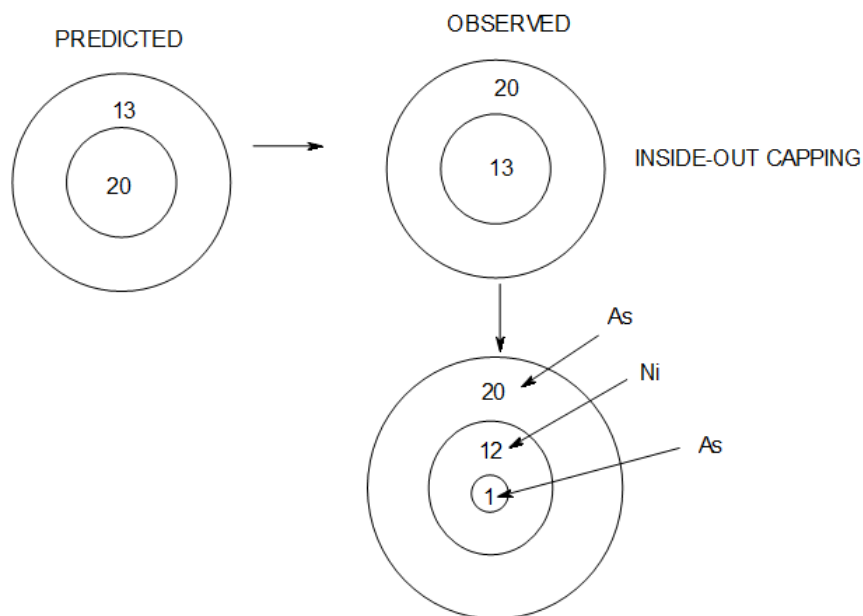 PREDICTED
OBSERVED
13
20
20
13
INSIDE-OUT CAPPING
As
Ni
20
12
As
1